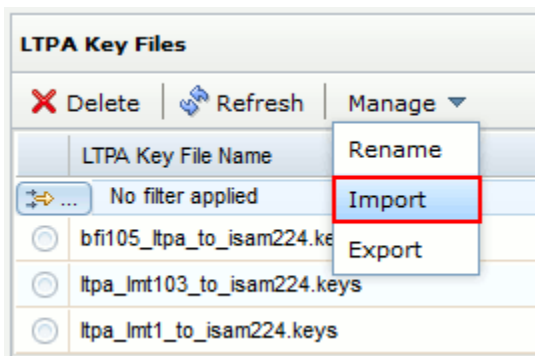 LTPA Key Files
Delete Refresh Manage
LTPA Key File Name
Rename
... No filter applied
Import
bfi105_ltpa_to_isam224.ke
Export
ltpa_lmt103_to_isam224.keys
ltpa_lmt1_to_isam224.keys